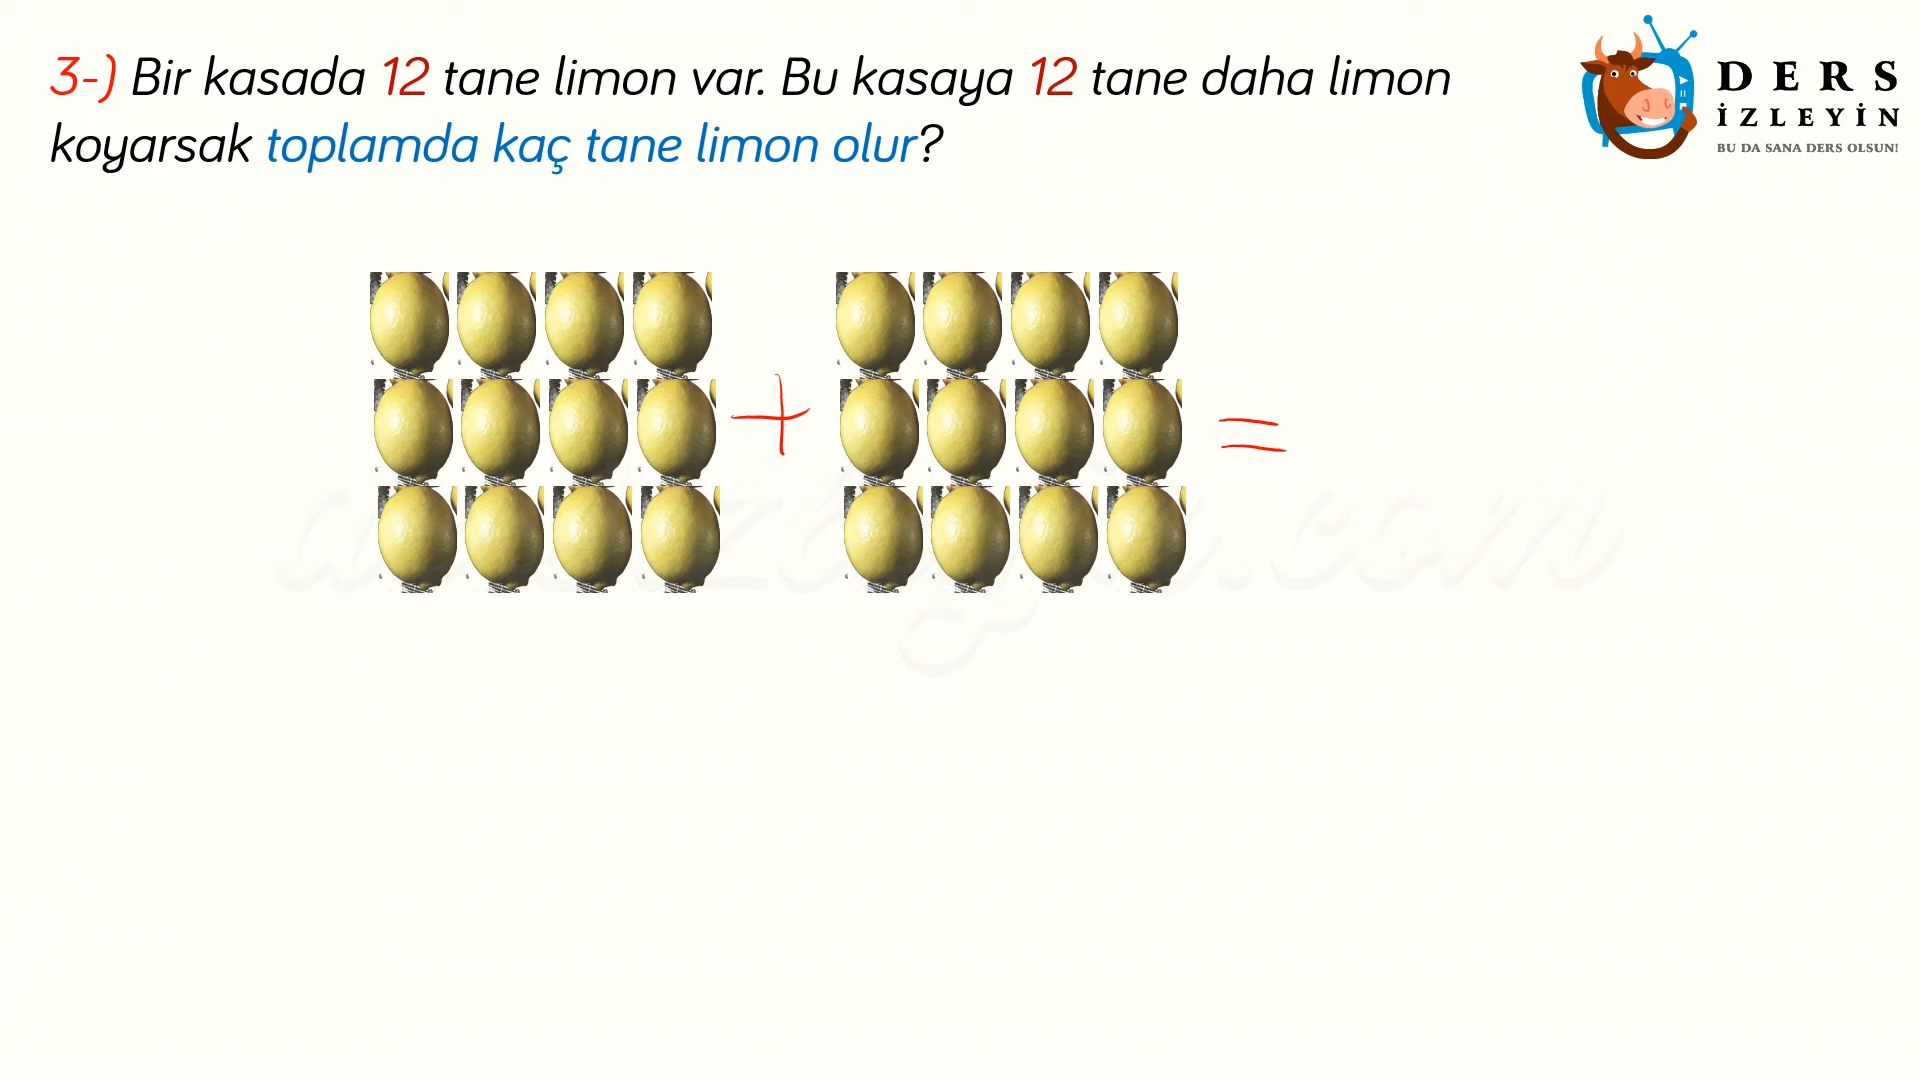 3-) Bir kasada 12 tane limon var. Bu kasaya 12 tane daha limon
koyarsak toplamda kaç tane limon olur?
DERS
İZLEYİN
BU DA SANA DERS OLSUN!
+ =